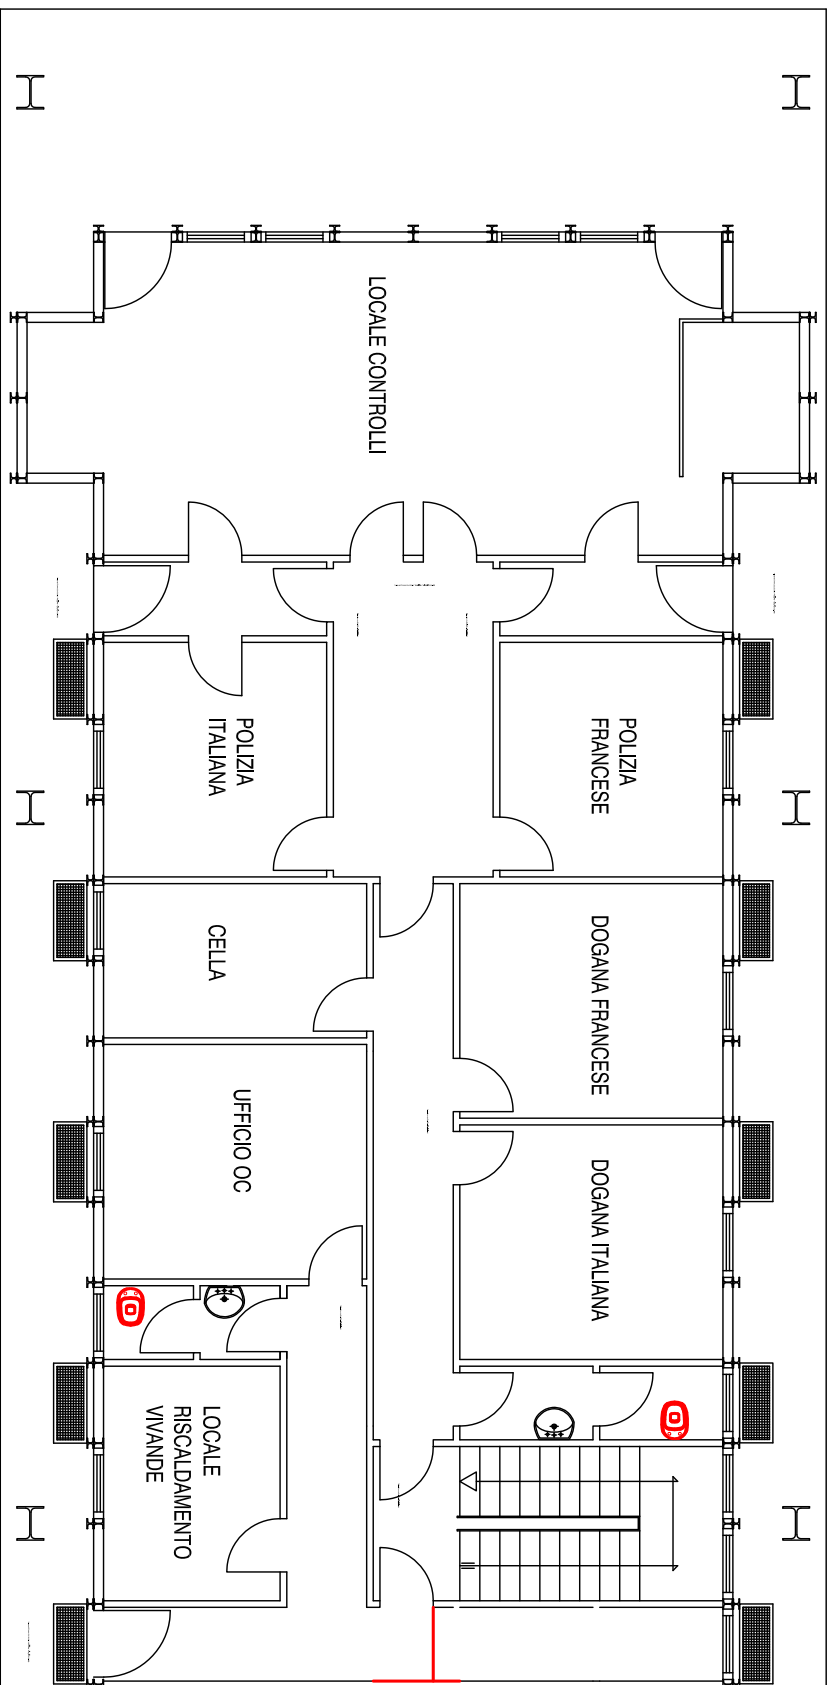 LOCALE CONTROLLI
POLIZIA
ITALIANA
POLIZIA
FRANCESE
CELLA
DOGANA FRANCESE
UFFICIO OC
DOGANA ITALIANA
LOCALE
RISCALDAMENTO
VIVANDE